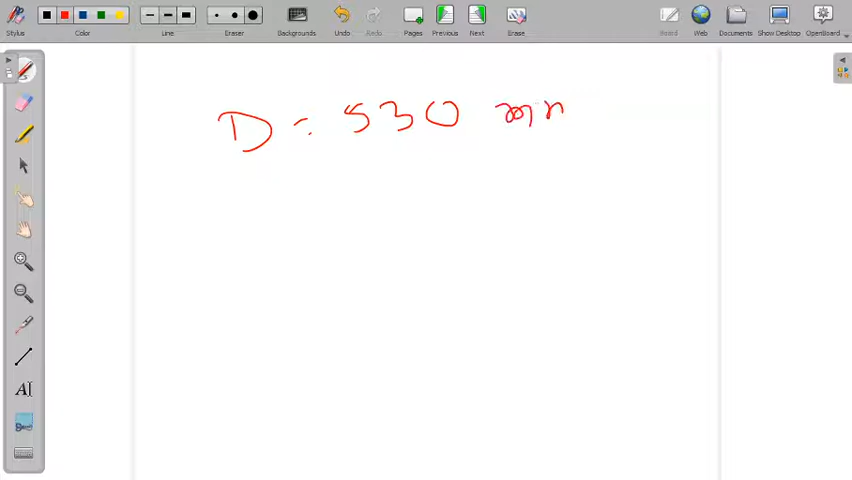 Stylus
Color
Line
Eraser
Backgrounds
Undo
Redo
Pages
Previous
Next
Erase
Board
Web
Documents
Show Desktop
OpenBoard
D = 530 mm